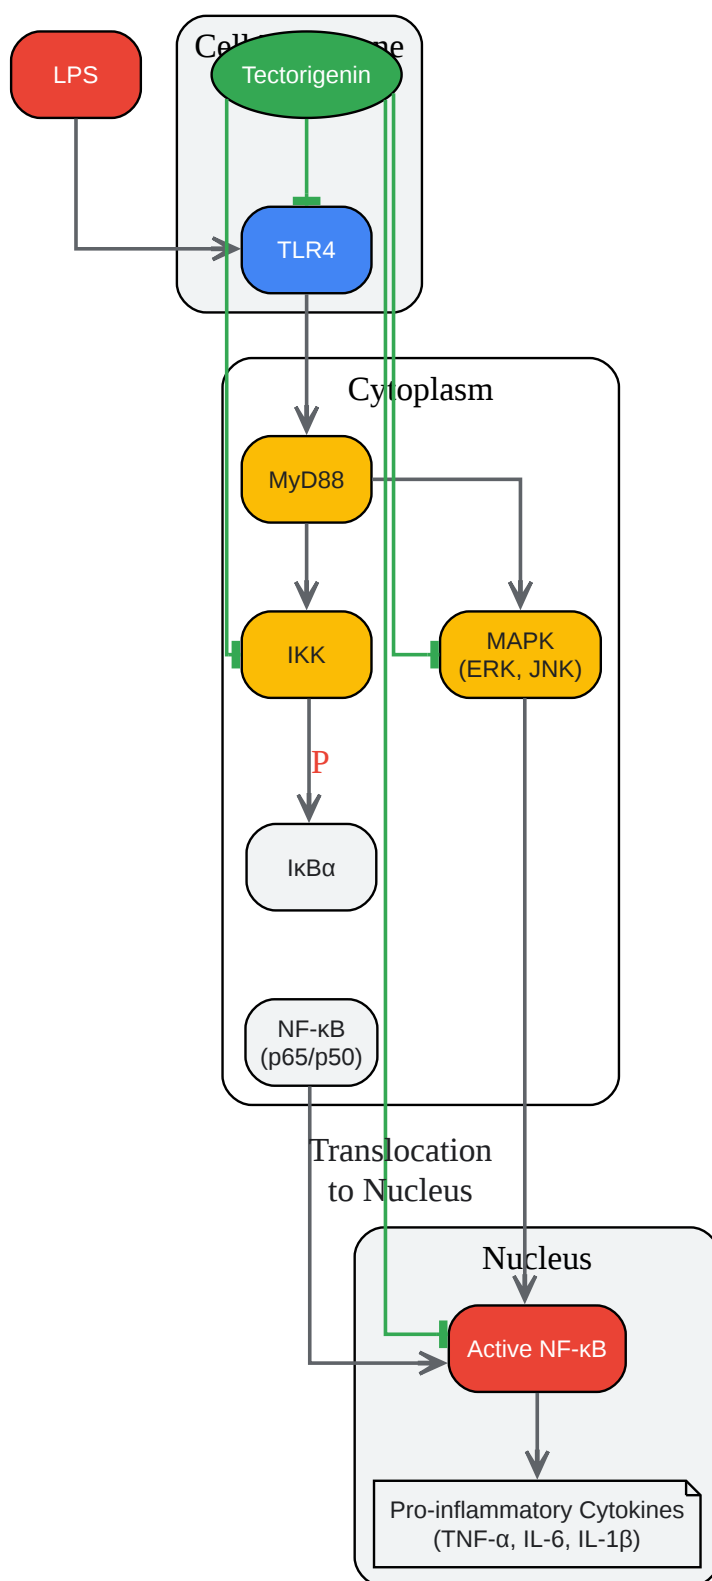 LPS
Tectorigenin
TLR4
Cytoplasm
MyD88
IKK
MAPK
(ERK, JNK)
P
IκBα
NF-κB
(p65/p50)
Translocation
to Nucleus
Nucleus
Active NF-κB
Pro-inflammatory Cytokines
(TNF-α, IL-6, IL-1β)